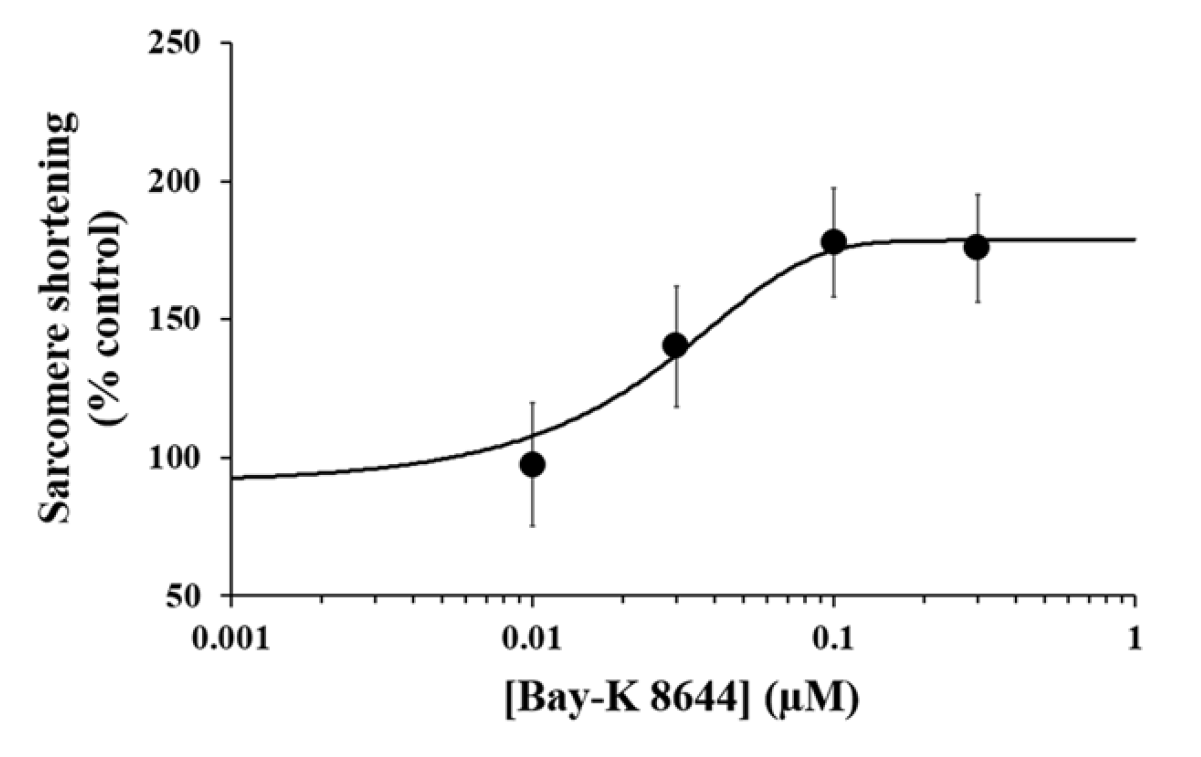 250
200
150
100
50
Sarcomere shortening
(% control)
0.001 0.01 0.1 1
[Bay-K 8644] (μM)